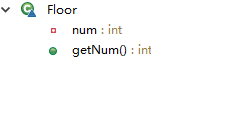 Floor
num : int
getNum() : int